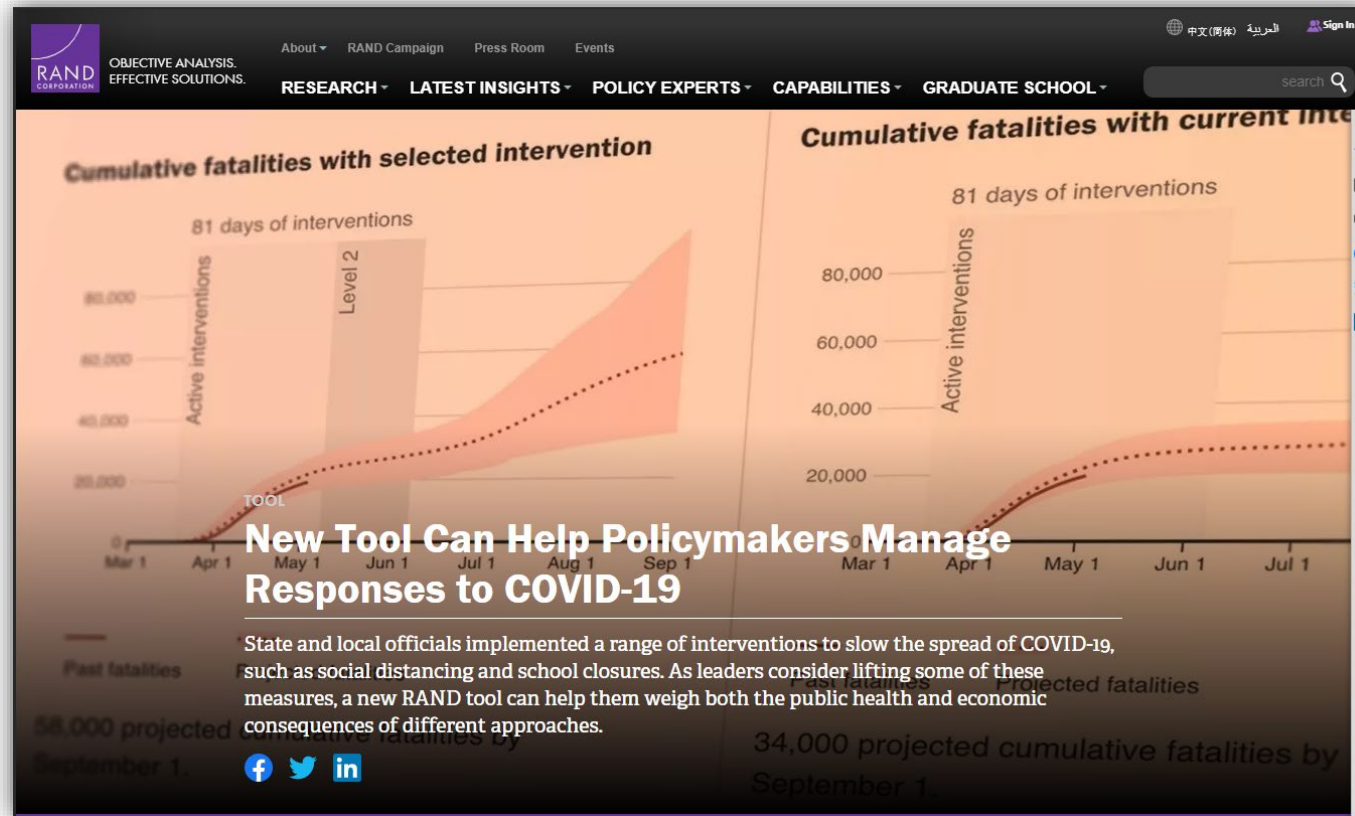 RAND
CORPORATION
OBJECTIVE ANALYSIS.
EFFECTIVE SOLUTIONS.
About RAND Campaign Press Room Events
中文(简体) العربية Sign In
RESEARCH LATEST INSIGHTS POLICY EXPERTS CAPABILITIES GRADUATE SCHOOL
search
Cumulative fatalities with selected intervention
81 days of interventions
Active interventions
Level 2
80,000
60,000
40,000
20,000
0
Mar 1 Apr 1 May 1 Jun 1 Jul 1 Aug 1 Sep 1
Past fatalities
58,000 projected cumulative fatalities by
September 1.
Cumulative fatalities with current
81 days of interventions
Active interventions
80,000
60,000
40,000
20,000
0
Mar 1 Apr 1 May 1 Jun 1 Jul 1
Past fatalities Projected fatalities
34,000 projected cumulative fatalities by
September 1.
TOOL
New Tool Can Help Policymakers Manage
Responses to COVID-19
State and local officials implemented a range of interventions to slow the spread of COVID-19,
such as social distancing and school closures. As leaders consider lifting some of these
measures, a new RAND tool can help them weigh both the public health and economic
consequences of different approaches.